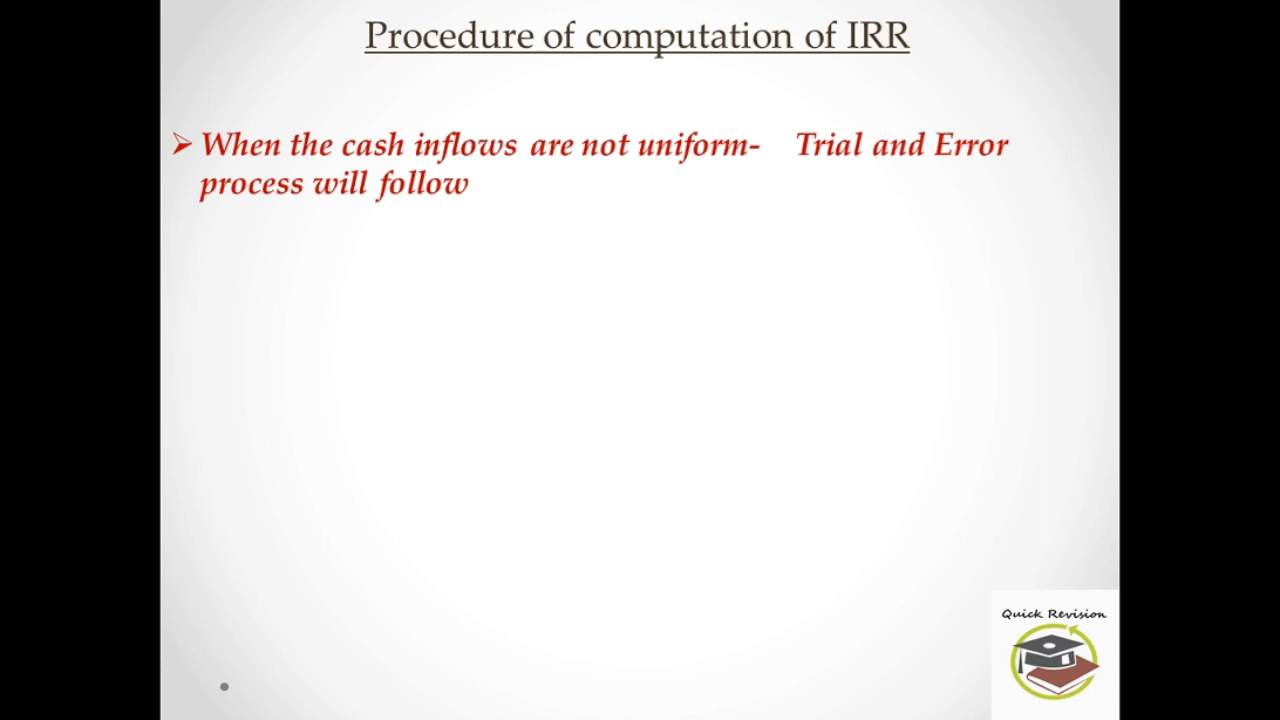 Procedure of computation of IRR
When the cash inflows are not uniform- Trial and Error
process will follow
Quick Revision